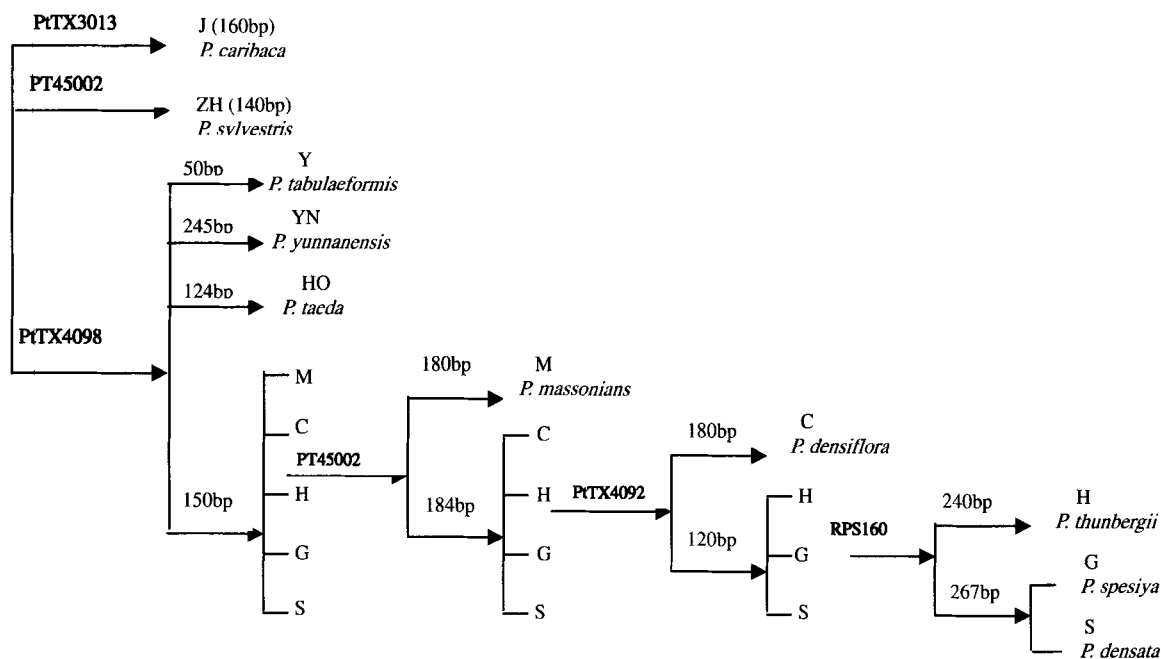 PtTX3013
J (160bp)
P. caribaca
PT45002
ZH (140bp)
P. svlvestris
50bp
Y
P. tabulaeformis
245bp
YN
P. yunnanensis
124bp
HO
P. taeda
PtTX4098
150bp
M
C
H
G
S
PT45002
180bp
M
P. massonians
184bp
C
H
G
S
PtTX4092
180bp
C
P. densiflora
120bp
H
G
S
RPS160
240bp
H
P. thunbergii
267bp
G
P. spesiya
S
P. densata